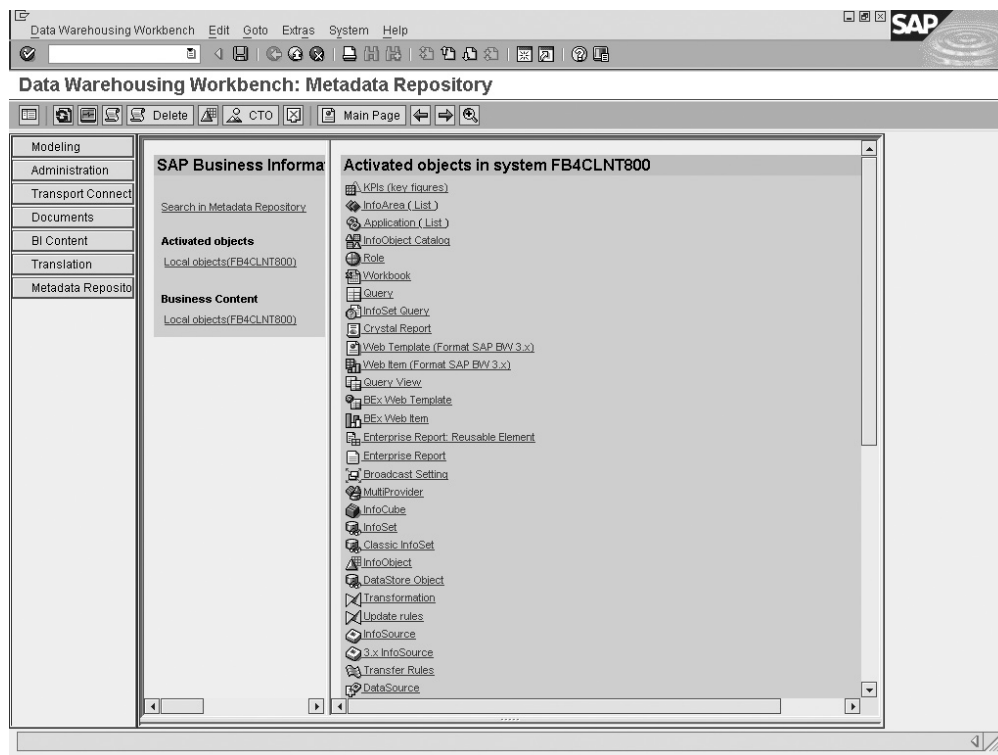 Data Warehousing Workbench Edit Goto Extras System Help
SAP
Data Warehousing Workbench: Metadata Repository
Delete CTO Main Page
Modeling
Administration
Transport Connect
Documents
BI Content
Translation
Metadata Reposito
SAP Business Informa
Search in Metadata Repository
Activated objects
Local objects(FB4CLNT800)
Business Content
Local objects(FB4CLNT800)
Activated objects in system FB4CLNT800
KPIs (key figures)
InfoArea ( List )
Application ( List )
InfoObject Catalog
Role
Workbook
Query
InfoSet Query
Crystal Report
Web Template (Format SAP BW 3.x)
Web Item (Format SAP BW 3.x)
Query View
BEx Web Template
BEx Web Item
Enterprise Report: Reusable Element
Enterprise Report
Broadcast Setting
MultiProvider
InfoCube
InfoSet
Classic InfoSet
InfoObject
DataStore Object
Transformation
Update rules
InfoSource
3.x InfoSource
Transfer Rules
DataSource